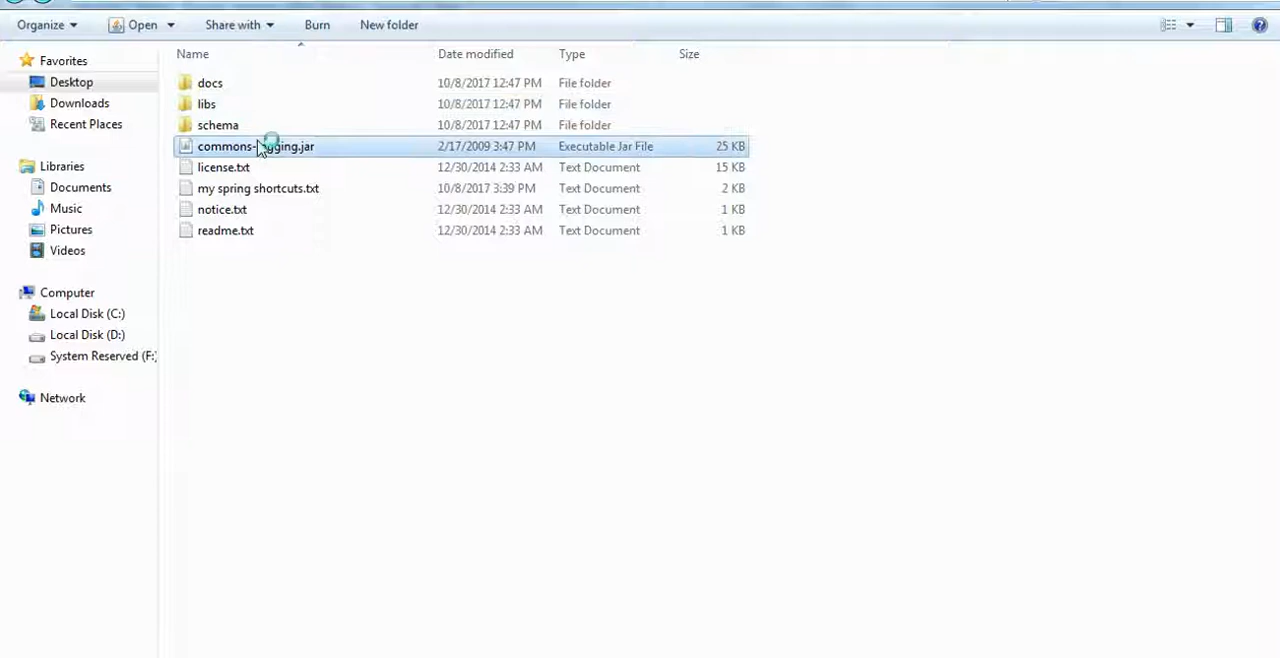 Organize Open Share with Burn New folder
Name Date modified Type Size
Favorites
Desktop
Downloads
Recent Places
Libraries
Documents
Music
Pictures
Videos
Computer
Local Disk (C:)
Local Disk (D:)
System Reserved (F:)
Network
docs 10/8/2017 12:47 PM File folder
libs 10/8/2017 12:47 PM File folder
schema 10/8/2017 12:47 PM File folder
2/17/2009 3:47 PM Executable Jar File 25 KB
license.txt 12/30/2014 2:33 AM Text Document 15 KB
my spring shortcuts.txt 10/8/2017 3:39 PM Text Document 2 KB
notice.txt 12/30/2014 2:33 AM Text Document 1 KB
readme.txt 12/30/2014 2:33 AM Text Document 1 KB